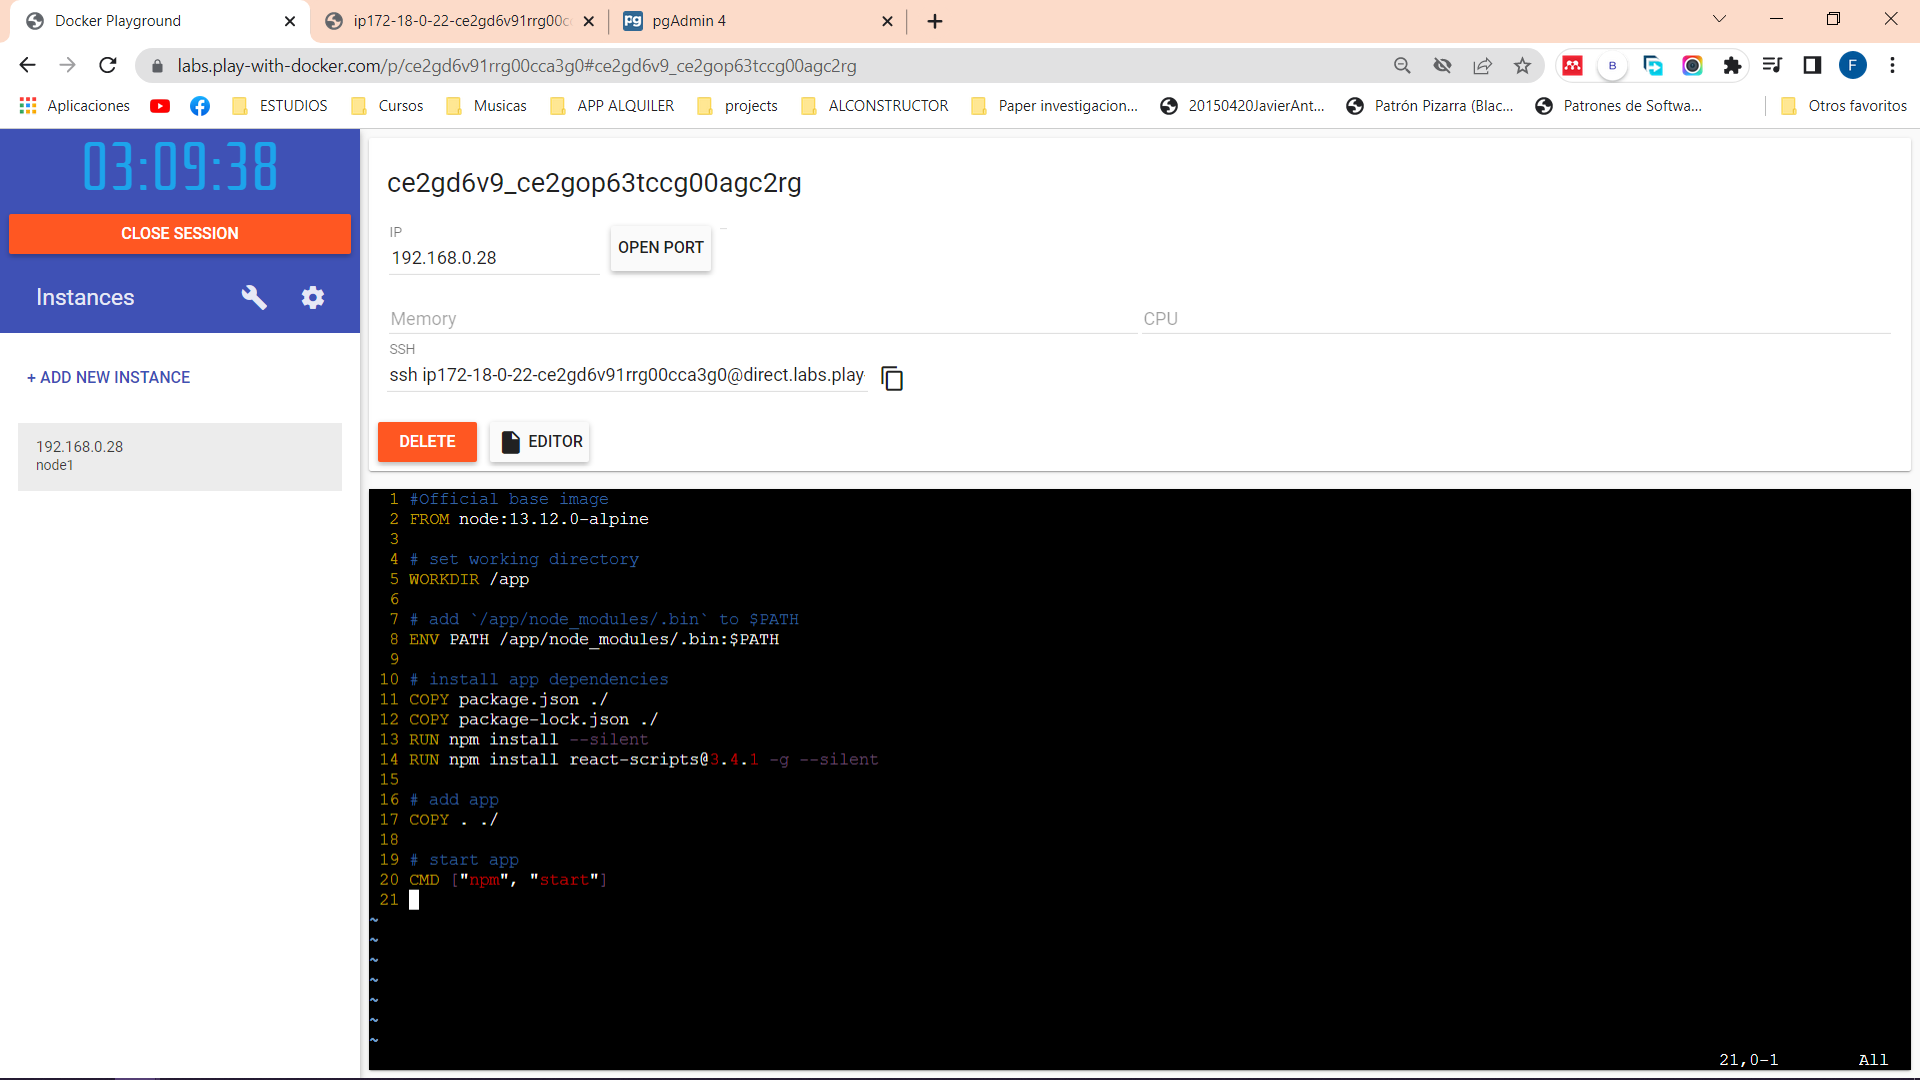 Docker Playground
ip172-18-0-22-ce2gd6v91rrg00c
pgAdmin 4
labs.play-with-docker.com/p/ce2gd6v91rrg00cca3g0#ce2gd6v9_ce2gop63tccg00agc2rg
B
F
Aplicaciones
ESTUDIOS
Cursos
Musicas
APP ALQUILER
projects
ALCONSTRUCTOR
Paper investigacion...
20150420JavierAnt...
Patrón Pizarra (Blac...
Patrones de Softwa...
Otros favoritos
03:09:38
CLOSE SESSION
Instances
+ ADD NEW INSTANCE
192.168.0.28
node1
ce2gd6v9_ce2gop63tccg00agc2rg
IP
192.168.0.28
OPEN PORT
Memory
CPU
SSH
ssh ip172-18-0-22-ce2gd6v91rrg00cca3g0@direct.labs.play
DELETE
EDITOR
1 #Official base image
2 FROM node:13.12.0-alpine
3
4 # set working directory
5 WORKDIR /app
6
7 # add `/app/node_modules/.bin` to $PATH
8 ENV PATH /app/node_modules/.bin:$PATH
9
10 # install app dependencies
11 COPY package.json ./
12 COPY package-lock.json ./
13 RUN npm install --silent
14 RUN npm install react-scripts@3.4.1 -g --silent
15
16 # add app
17 COPY . ./
18
19 # start app
20 CMD ["npm", "start"]
21
~
~
~
~
~
~
~
21,0-1 All